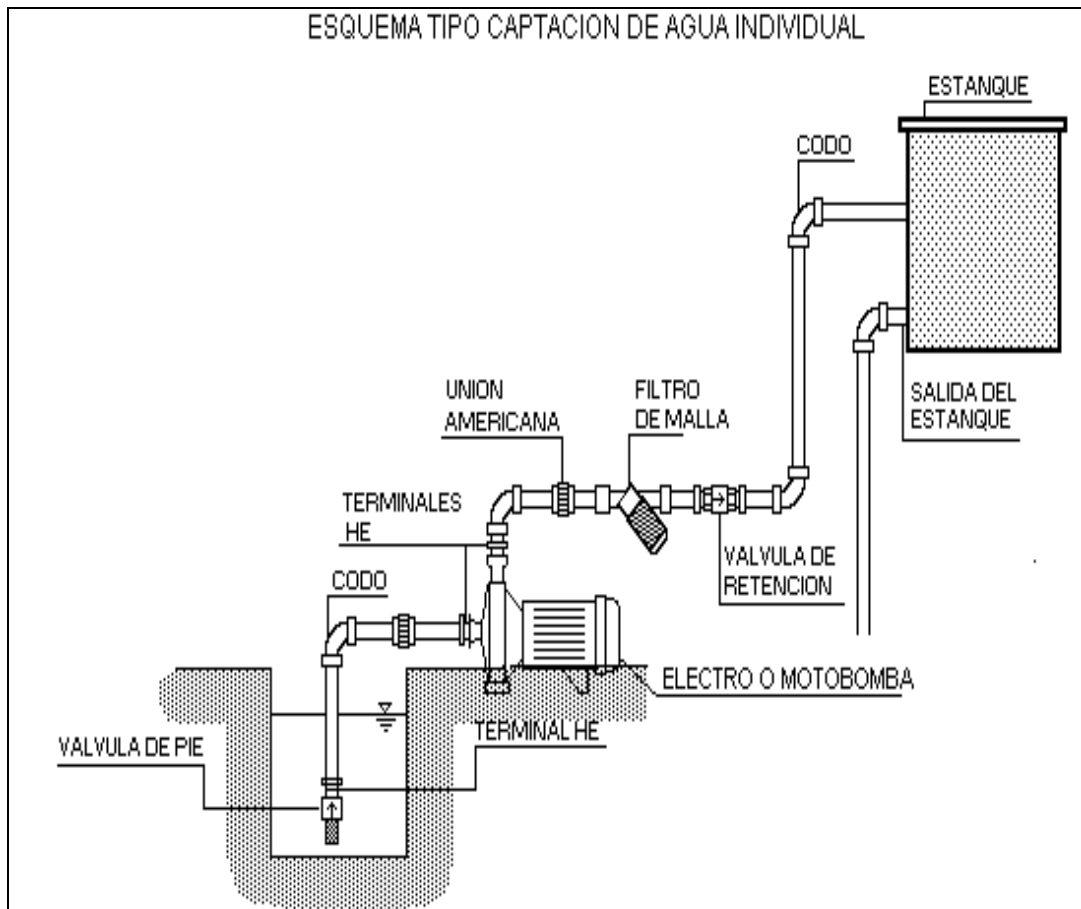 ESQUEMA TIPO CAPTACION DE AGUA INDIVIDUAL
ESTANQUE
CODO
UNION
AMERICANA
FILTRO
DE MALLA
SALIDA DEL
ESTANQUE
TERMINALES
HE
VALVULA DE
RETENCION
CODO
ELECTRO O MOTOBOMBA
TERMINAL HE
VALVULA DE PIE